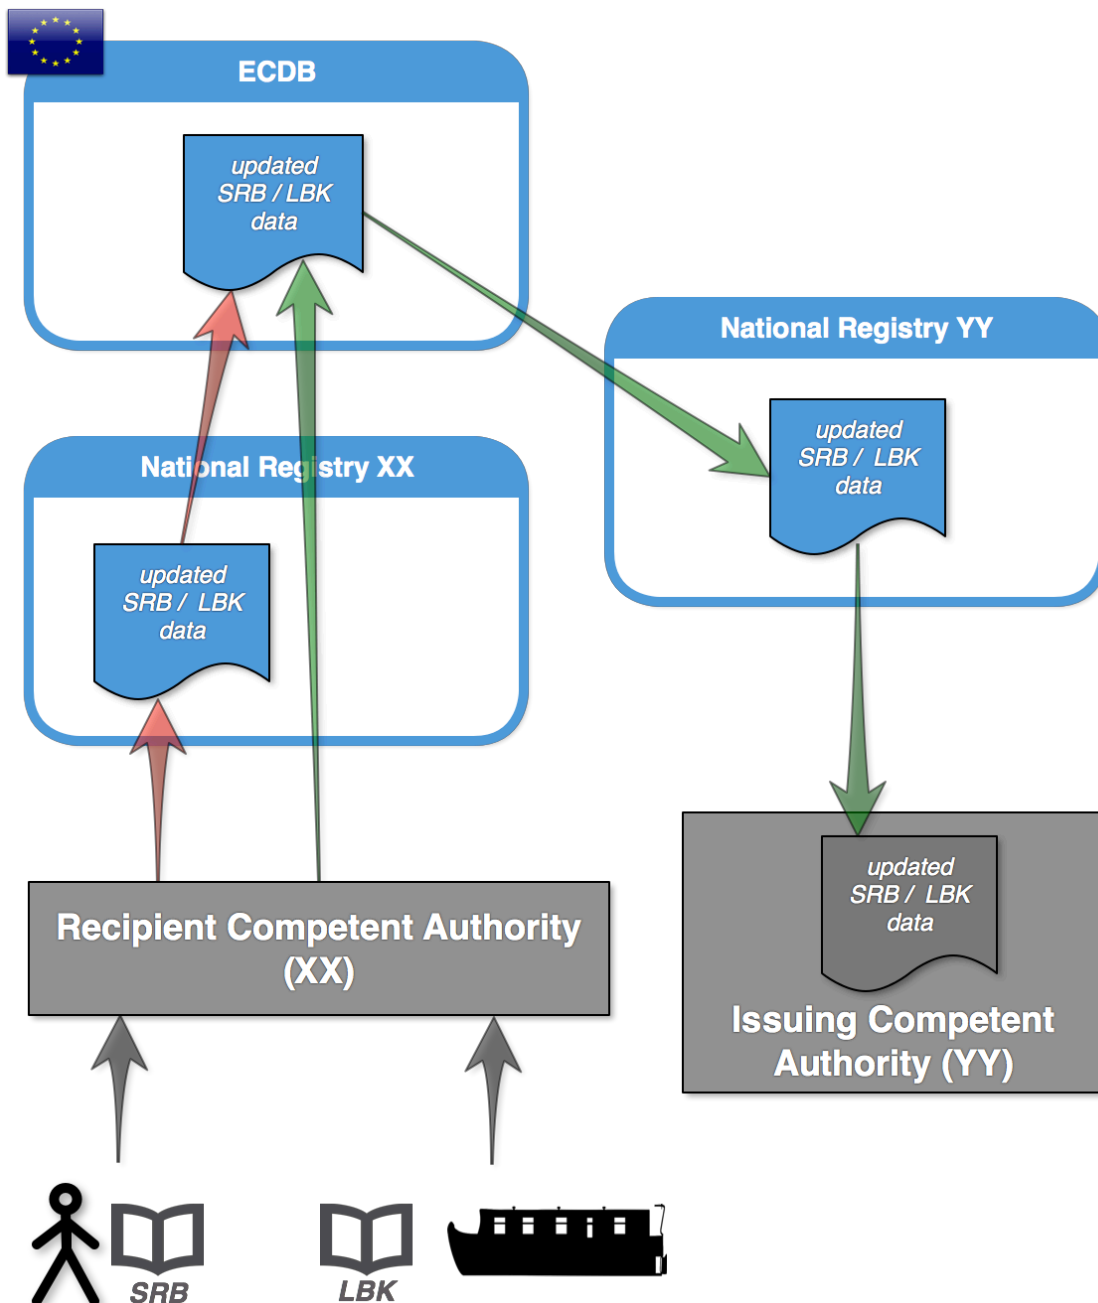 ECDB
updated
SRB / LBK
data
National Registry YY
updated
SRB / LBK
data
National Registry XX
updated
SRB / LBK
data
Recipient Competent Authority
(XX)
updated
SRB / LBK
data
Issuing Competent
Authority (YY)
SRB
LBK